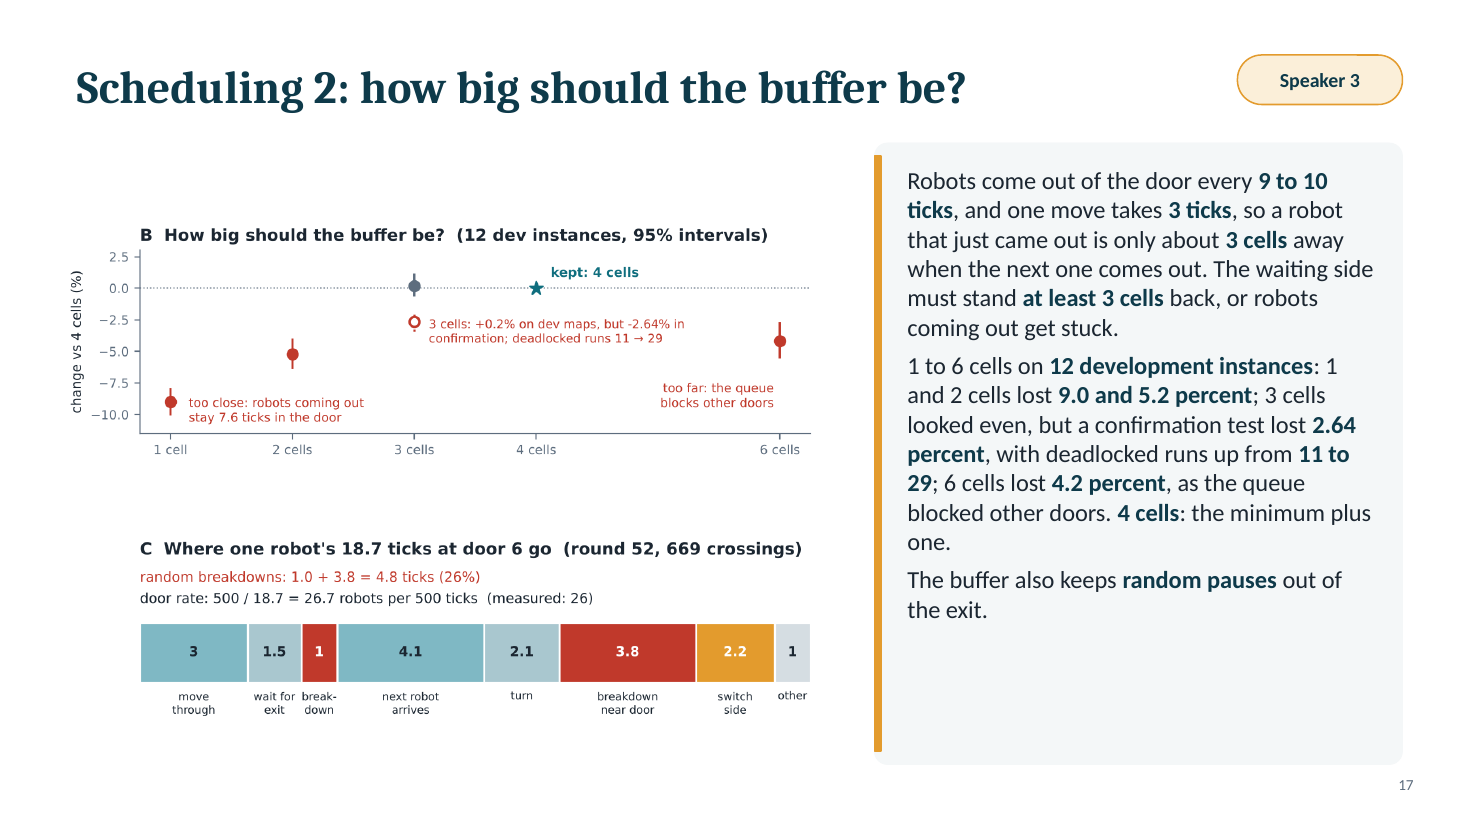 Scheduling 2: how big should the buffer be?
Speaker 3
B How big should the buffer be? (12 dev instances, 95% intervals)
change vs 4 cells (%)
2.5
0.0
−2.5
−5.0
−7.5
−10.0
kept: 4 cells
3 cells: +0.2% on dev maps, but -2.64% in
confirmation; deadlocked runs 11 → 29
too far: the queue
blocks other doors
too close: robots coming out
stay 7.6 ticks in the door
1 cell
2 cells
3 cells
4 cells
6 cells
C Where one robot's 18.7 ticks at door 6 go (round 52, 669 crossings)
random breakdowns: 1.0 + 3.8 = 4.8 ticks (26%)
door rate: 500 / 18.7 = 26.7 robots per 500 ticks (measured: 26)
3
1.5
1
4.1
2.1
3.8
2.2
1
move
through
wait for
exit
break-
down
next robot
arrives
turn
breakdown
near door
switch
side
other
Robots come out of the door every 9 to 10
ticks, and one move takes 3 ticks, so a robot
that just came out is only about 3 cells away
when the next one comes out. The waiting side
must stand at least 3 cells back, or robots
coming out get stuck.
1 to 6 cells on 12 development instances: 1
and 2 cells lost 9.0 and 5.2 percent; 3 cells
looked even, but a confirmation test lost 2.64
percent, with deadlocked runs up from 11 to
29; 6 cells lost 4.2 percent, as the queue
blocked other doors. 4 cells: the minimum plus
one.
The buffer also keeps random pauses out of
the exit.
17